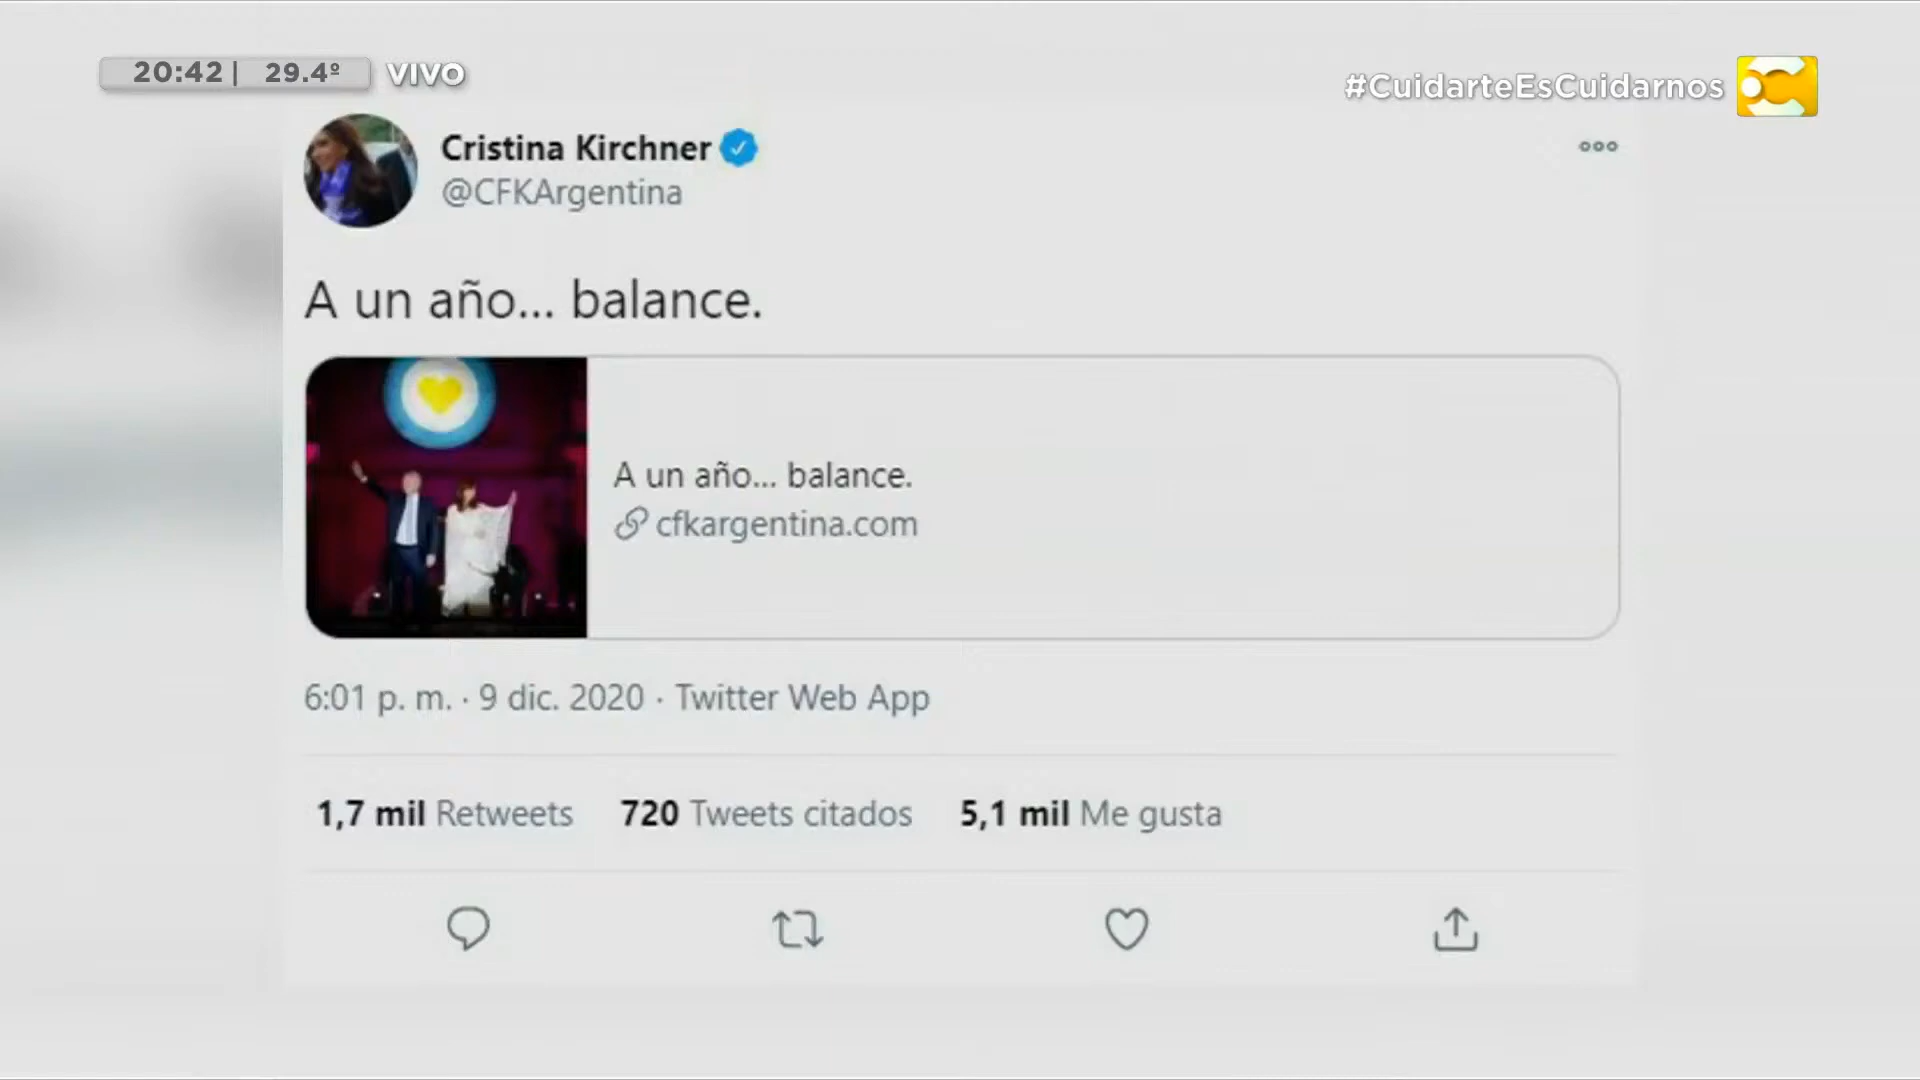 20:42 | 29.4º VIVO
#CuidarteEsCuidarnos
Cristina Kirchner
@CFKArgentina
A un año... balance.
A un año... balance.
cfkargentina.com
6:01 p. m. · 9 dic. 2020 · Twitter Web App
1,7 mil Retweets 720 Tweets citados 5,1 mil Me gusta